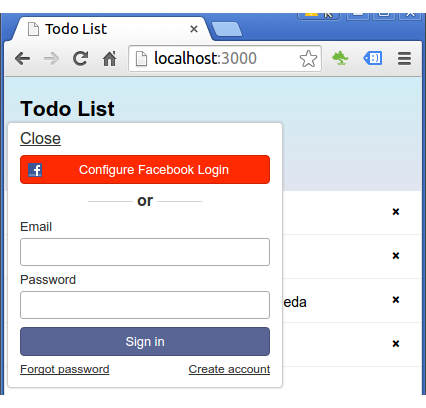 Todo List
localhost:3000
Todo List
Close
Configure Facebook Login
or
Email
Password
eda
Sign in
Forgot password Create account